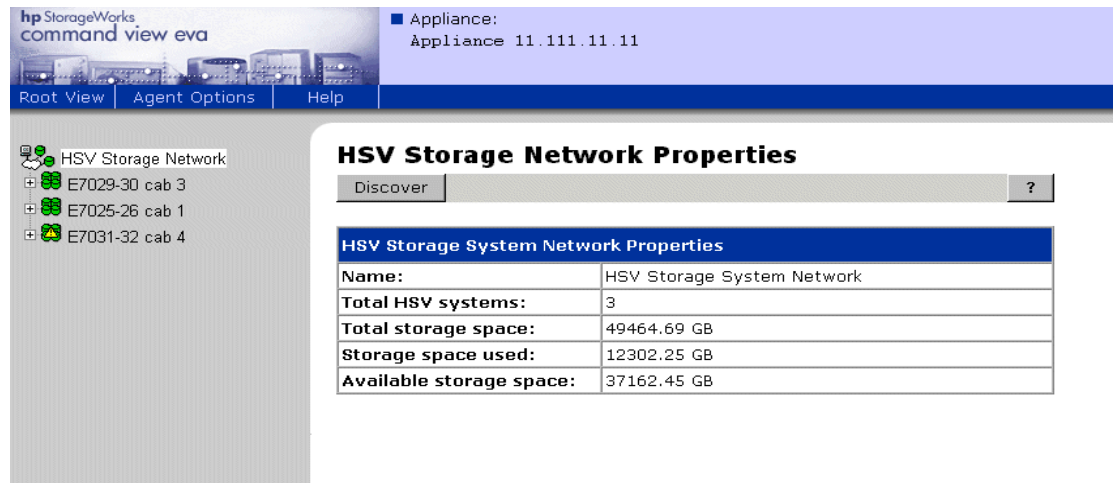 hp StorageWorks
command view eva
Appliance:
Appliance 11.111.11.11
Root View Agent Options Help
HSV Storage Network
E7029-30 cab 3
E7025-26 cab 1
E7031-32 cab 4
HSV Storage Network Properties
Discover ?
HSV Storage System Network Properties
Name: HSV Storage System Network
Total HSV systems: 3
Total storage space: 49464.69 GB
Storage space used: 12302.25 GB
Available storage space: 37162.45 GB